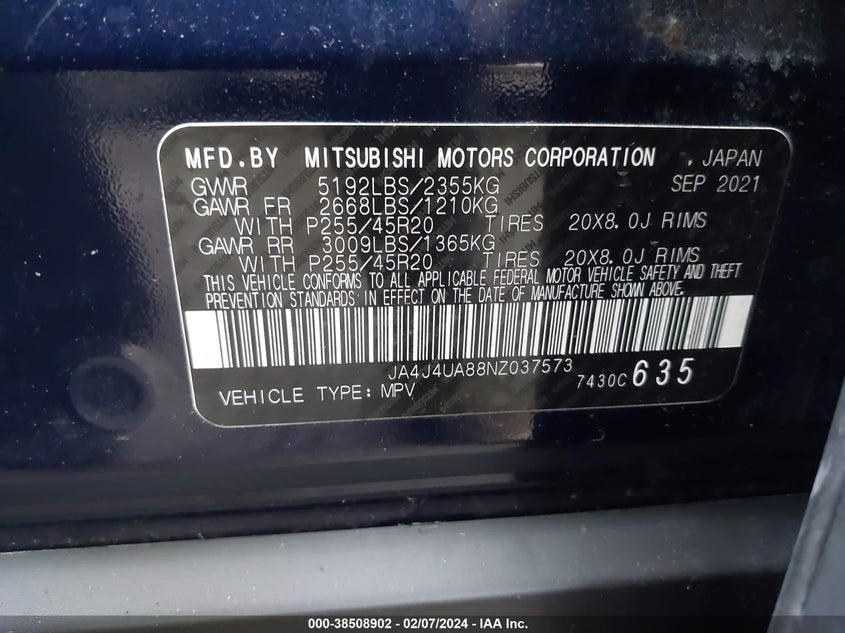 MFD.BY MITSUBISHI MOTORS CORPORATION , JAPAN
GVWR 5192LBS/2355KG SEP 2021
GAWR FR 2668LBS/1210KG
WITH P255/45R20 TIRES 20X8.0J RIMS
GAWR RR 3009LBS/1365KG
WITH P255/45R20 TIRES 20X8.0J RIMS
THIS VEHICLE CONFORMS TO ALL APPLICABLE FEDERAL MOTOR VEHICLE SAFETY AND THEFT
PREVENTION STANDARDS IN EFFECT ON THE DATE OF MANUFACTURE SHOWN ABOVE.
JA4J4UA88NZ037573
VEHICLE TYPE: MPV 7430C 635
000-38508902 - 02/07/2024 - IAA Inc.